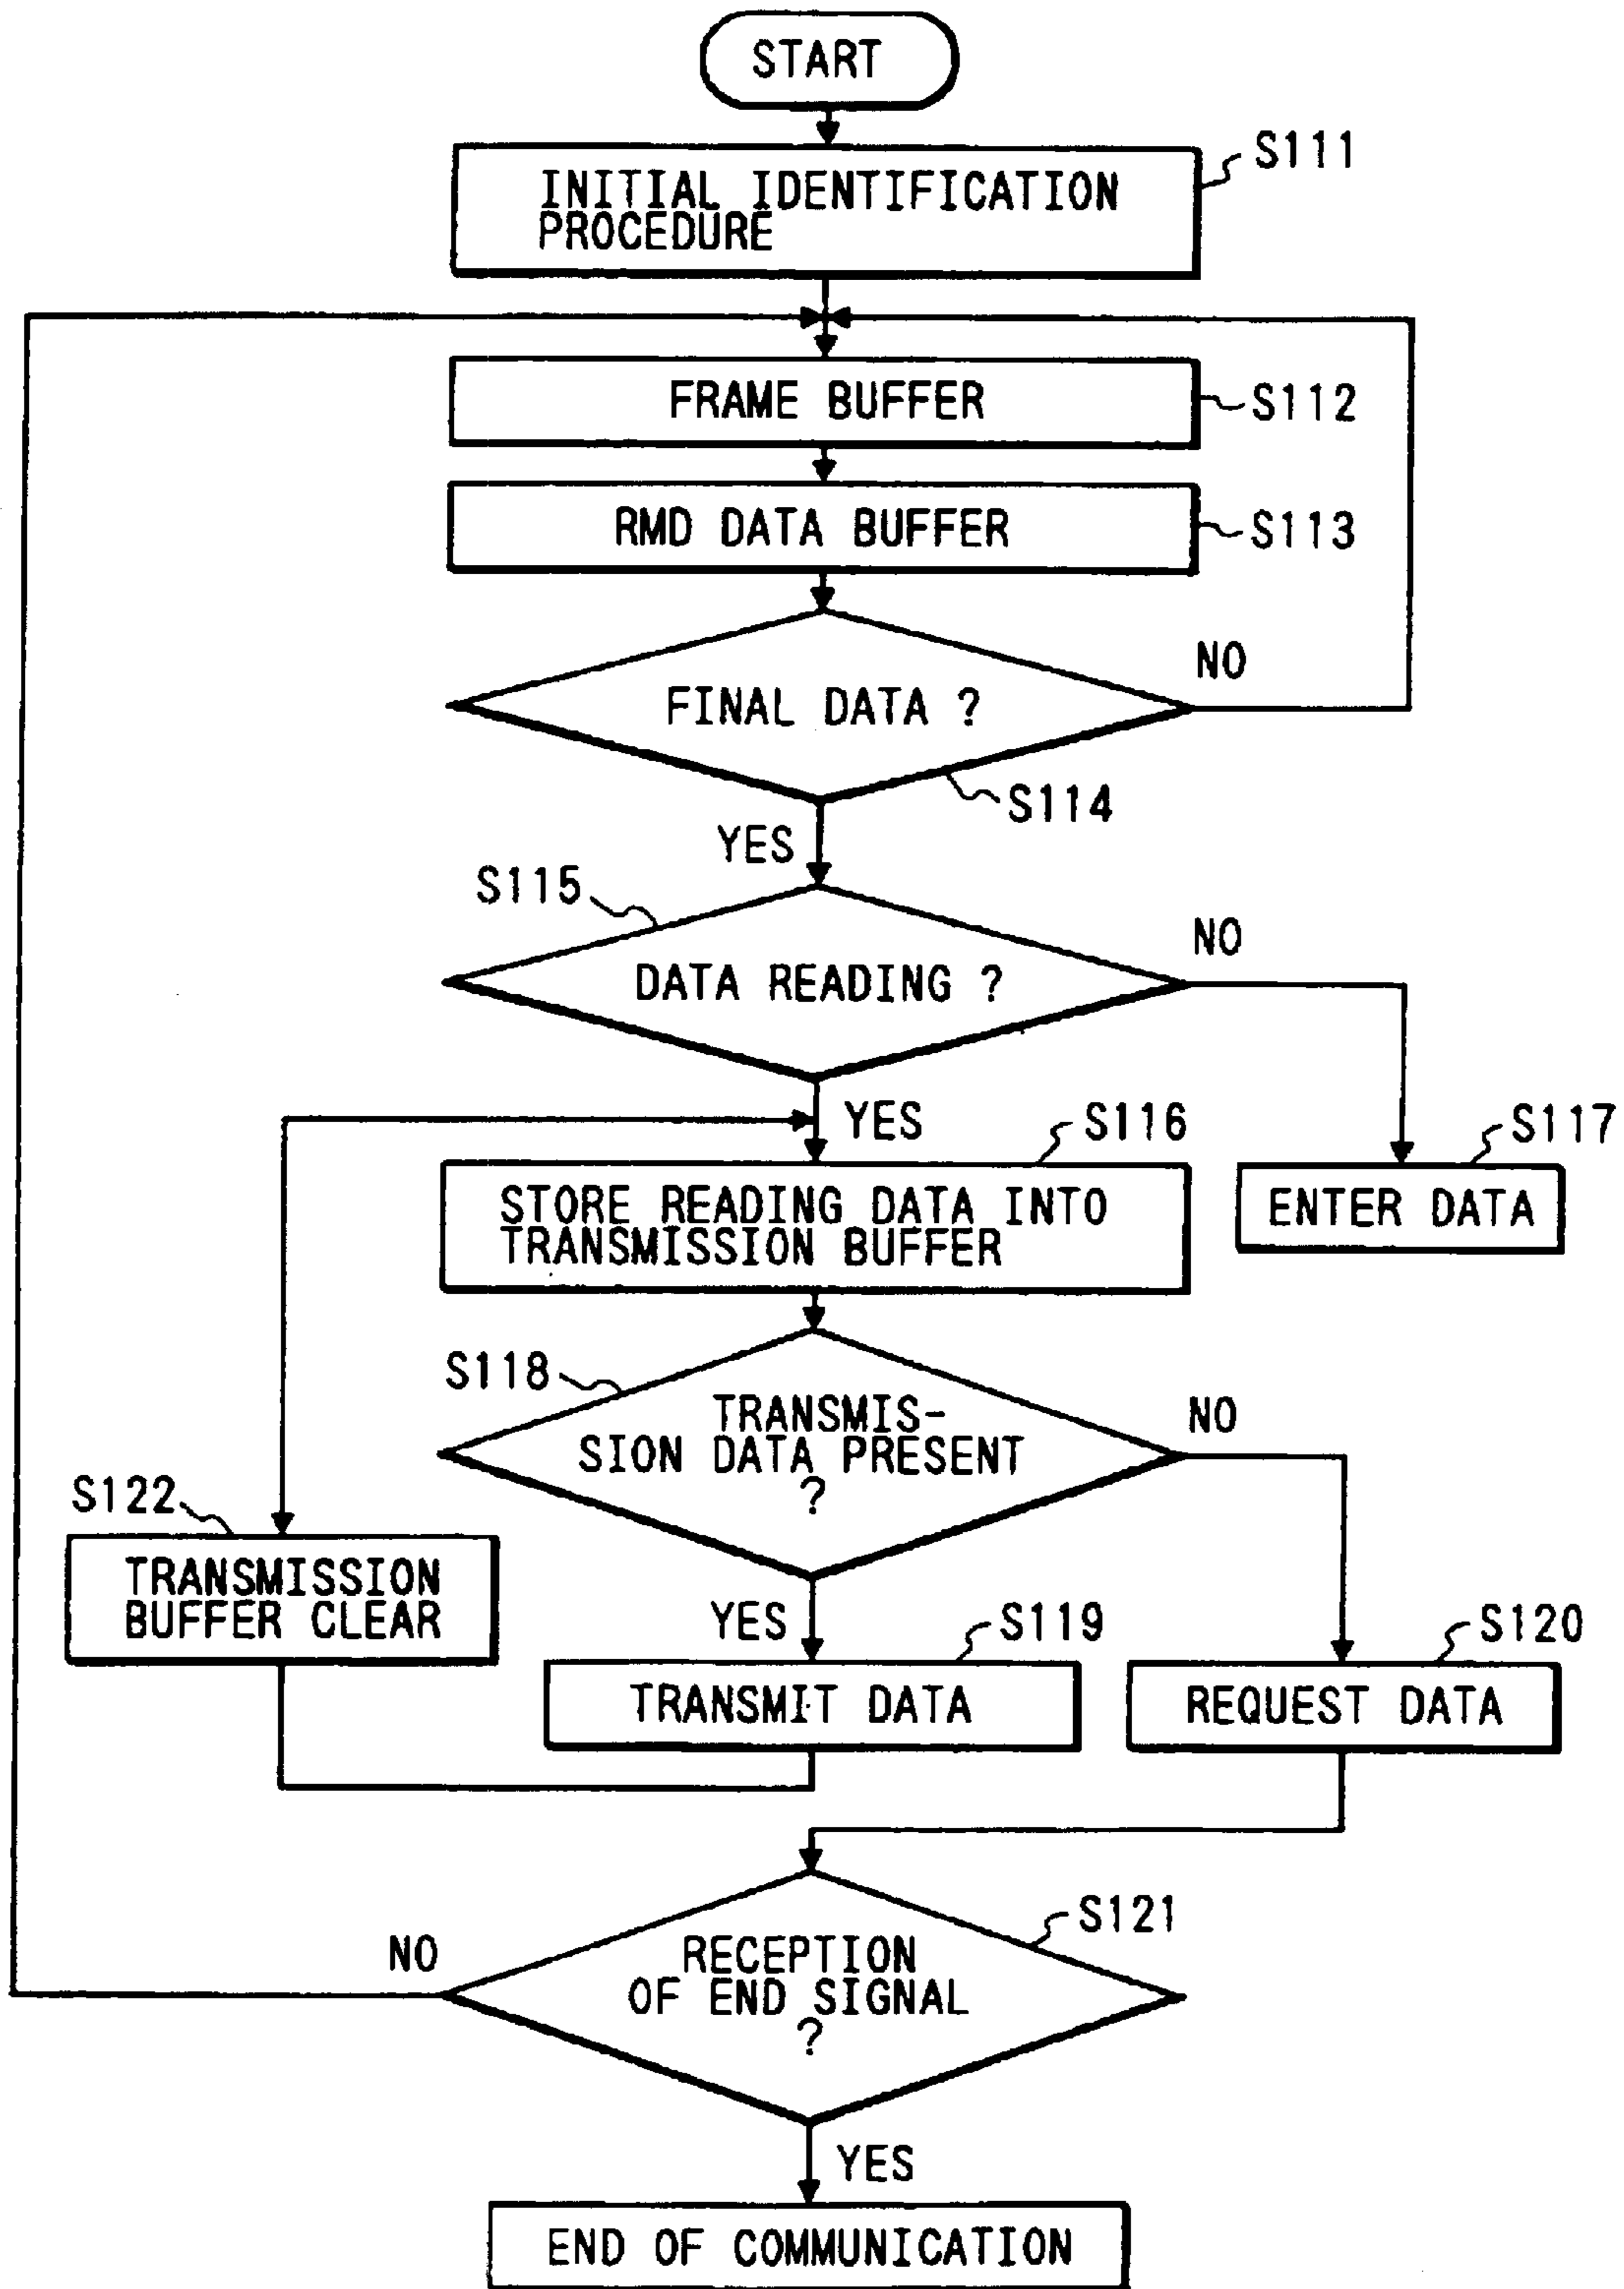 START
S111
INITIAL IDENTIFICATION
PROCEDURE
FRAME BUFFER
S112
RMD DATA BUFFER
S113
NO
FINAL DATA ?
S114
YES
S115
NO
DATA READING ?
YES
S116
S117
STORE READING DATA INTO
TRANSMISSION BUFFER
ENTER DATA
S118
TRANSMIS-
SION DATA PRESENT
?
NO
S122
TRANSMISSION
BUFFER CLEAR
YES
S119
S120
TRANSMIT DATA
REQUEST DATA
S121
NO
RECEPTION
OF END SIGNAL
?
YES
END OF COMMUNICATION